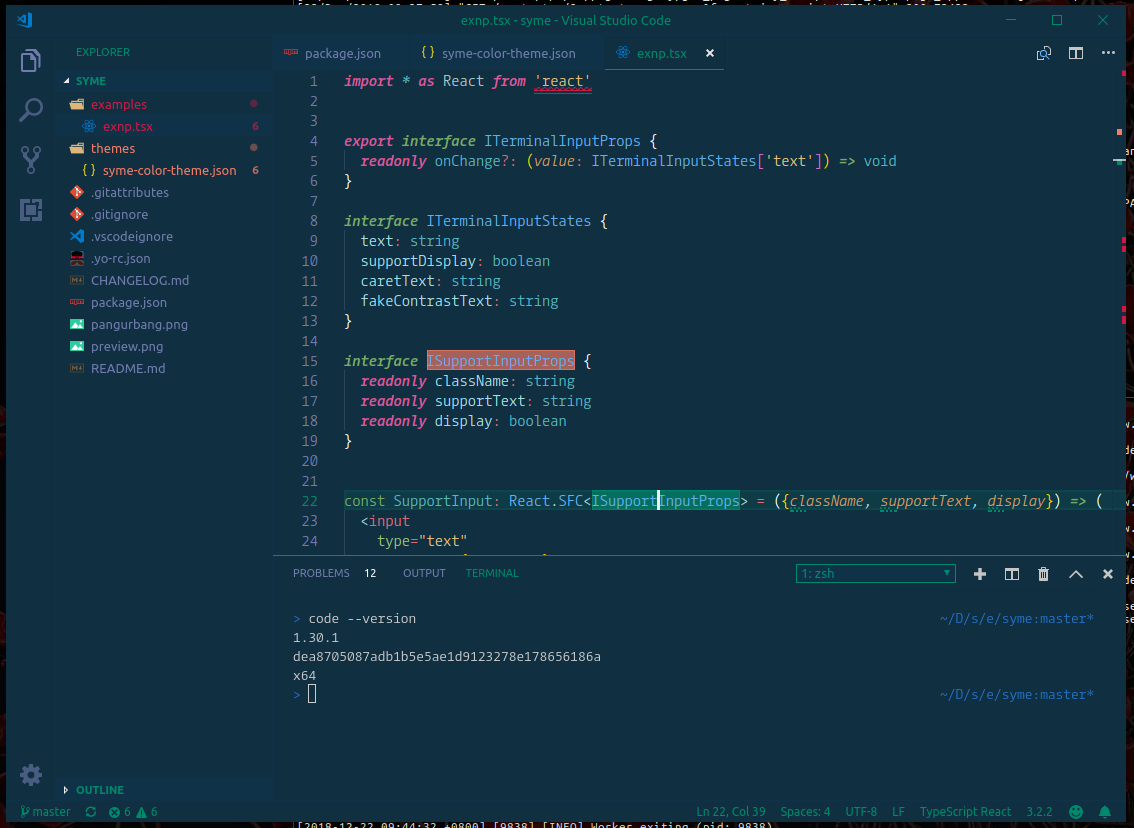 exnp.tsx - syme - Visual Studio Code
EXPLORER
SYME
examples
exnp.tsx 6
themes
{ } syme-color-theme.json 6
.gitattributes
.gitignore
.vscodeignore
.yo-rc.json
CHANGELOG.md
package.json
pangurbang.png
preview.png
README.md
OUTLINE
package.json
{ } syme-color-theme.json
exnp.tsx
1 import * as React from 'react'
2
3
4 export interface ITerminalInputProps {
5 readonly onChange?: (value: ITerminalInputStates['text']) => void
6 }
7
8 interface ITerminalInputStates {
9 text: string
10 supportDisplay: boolean
11 caretText: string
12 fakeContrastText: string
13 }
14
15 interface ISupportInputProps {
16 readonly className: string
17 readonly supportText: string
18 readonly display: boolean
19 }
20
21
22 const SupportInput: React.SFC<ISupportInputProps> = ({className, supportText, display}) => (
23 <input
24 type="text"
PROBLEMS 12 OUTPUT TERMINAL
1: zsh
> code --version ~/D/s/e/syme:master*
1.30.1
dea8705087adb1b5e5ae1d9123278e178656186a
x64
> ~/D/s/e/syme:master*
master 6 6 Ln 22, Col 39 Spaces: 4 UTF-8 LF TypeScript React 3.2.2
[2018-12-22 09:44:32 +0800] [9838] [INFO] Worker exiting (pid: 9838)